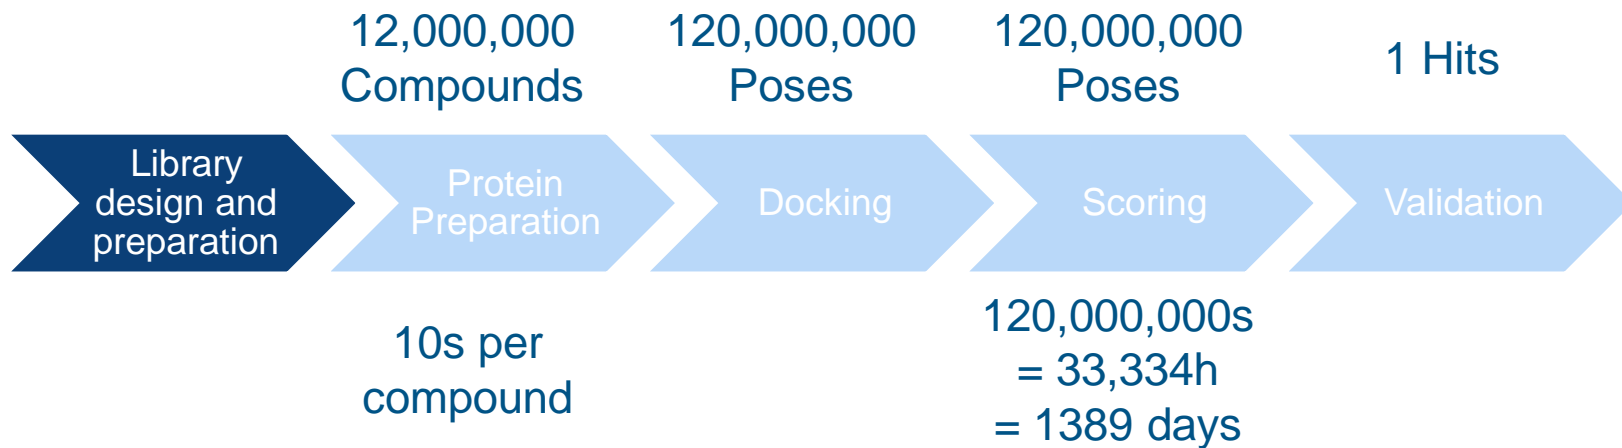 12,000,000
Compounds
120,000,000
Poses
120,000,000
Poses
1 Hits
Library
design and
preparation
Protein
Preparation
Docking
Scoring
Validation
10s per
compound
120,000,000s
= 33,334h
= 1389 days